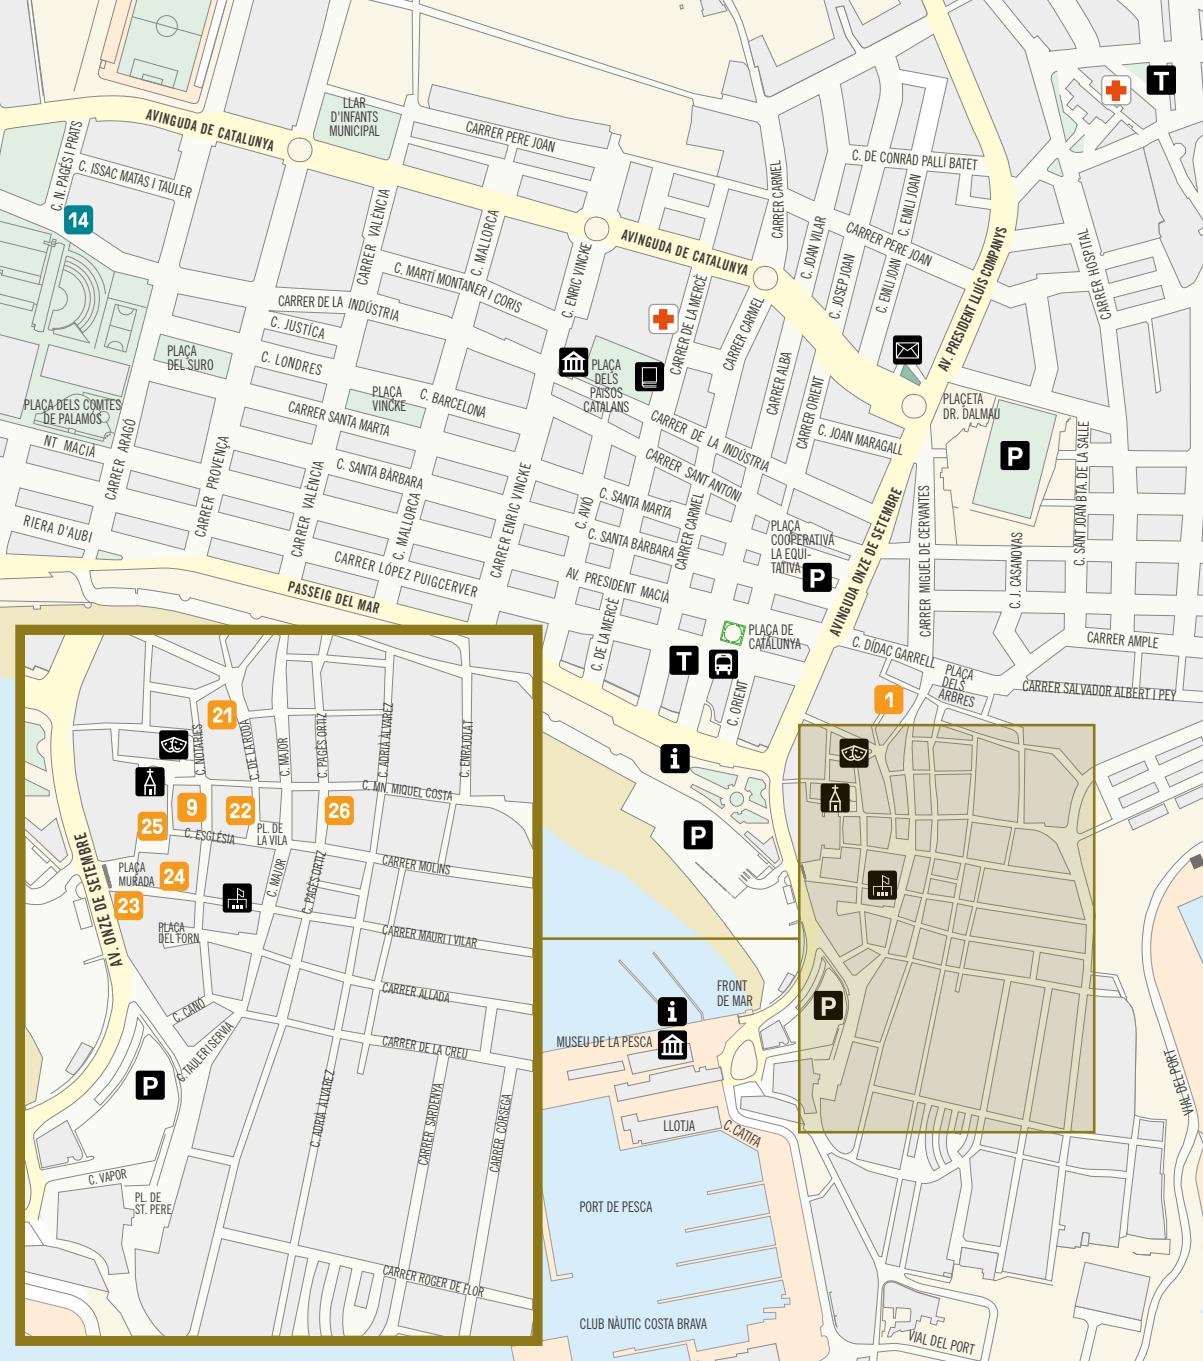 LLAR
D'INFANTS
MUNICIPAL
AVINGUDA DE CATALUNYA
CARRER PERE JOAN
T
C. N. PAGÉS I PRATS
C. ISSAC MATAS I TAULER
14
C. DE CONRAD PALLÍ BATET
CARRER CARMEL
C. EMILI JOAN
CARRER VALÈNCIA
C. MALLORCA
AVINGUDA DE CATALUNYA
C. JOAN VILAR
CARRER PERE JOAN
C. ENRIC VINCKE
C. MARTÍ MONTANER I CORIS
C. JOSEP JOAN
C. EMILI JOAN
AV. PRESIDENT LLUÍS COMPANYS
CARRER HOSPITAL
CARRER DE LA INDÚSTRIA
C. JUSTÍCA
C. LONDRES
PLAÇA
DEL SURO
CARRER DE LA MERCÈ
CARRER CARMEL
PLAÇA
DELS
PAÏSOS
CATALANS
CARRER ALBA
CARRER ORIENT
PLAÇA
VINCKE
C. BARCELONA
PLAÇA DELS COMTES
DE PALAMÓS
CARRER SANTA MARTA
PLAÇETA
DR. DALMAU
NT MACIÀ
CARRER ARAGÓ
CARRER PROVENÇA
CARRER DE LA INDÚSTRIA
C. JOAN MARAGALL
P
CARRER SANT ANTONI
C. SANTA BÀRBARA
CARRER VALÈNCIA
C. MALLORCA
CARRER ENRIC VINCKE
C. AVIÓ
C. SANTA MARTA
CARRER CARMEL
C. SANT JOAN BTA. DE LA SALLE
RIERA D'AUBI
C. SANTA BÀRBARA
PLAÇA
COOPERATIVA
LA EQUI-
TATIVA
P
AVINGUDA ONZE DE SETEMBRE
CARRER MIGUEL DE CERVANTES
C. J. CASANOVAS
CARRER LÓPEZ PUIGCERVER
AV. PRESIDENT MACIÀ
PASSEIG DEL MAR
C. DE LA MERCÈ
PLAÇA DE
CATALUNYA
CARRER AMPLE
C. DÍDAC GARRELL
T
C. ORIENT
PLAÇA
DELS
ARBRES
CARRER SALVADOR ALBERT I PEY
1
i
P
P
21
C. NOTARIES
C. DE LA RODA
C. MAJOR
C. PAGÈS ORTIZ
C. ADRIÀ ÀLVAREZ
C. ENRAJOLAT
C. MN. MIQUEL COSTA
9
22
26
25
C. ESGLÉSIA
PL. DE
LA VILA
AV. ONZE DE SETEMBRE
PLAÇA
MURADA
24
C. MAJOR
C. PAGÈS ORTIZ
CARRER MOLINS
23
PLAÇA
DEL FORN
CARRER MAURI I VILAR
C. CANÓ
C. TAULER I SERVIA
CARRER ALLADA
CARRER DE LA CREU
P
C. ADRIÀ ÀLVAREZ
CARRER SARDENYA
CARRER CÒRSEGA
C. VAPOR
PL. DE
ST. PERE
CARRER ROGER DE FLOR
FRONT
DE MAR
i
MUSEU DE LA PESCA
LLOTJA
C. CATIFA
PORT DE PESCA
CLUB NÀUTIC COSTA BRAVA
VIAL DEL PORT
VIAL DEL PORT